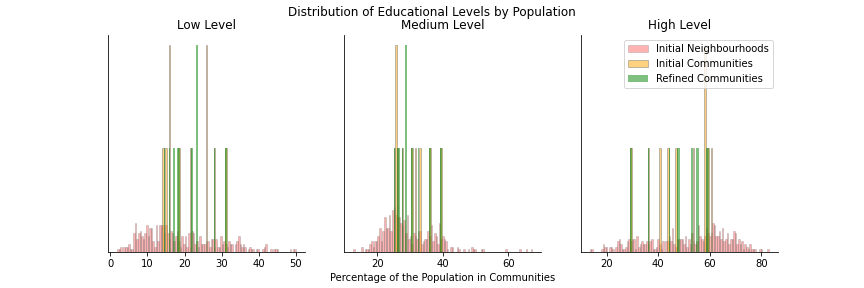 Distribution of Educational Levels by Population
Low Level
Medium Level
High Level
Initial Neighbourhoods
Initial Communities
Refined Communities
0 10 20 30 40 50
20 40 60
20 40 60 80
Percentage of the Population in Communities